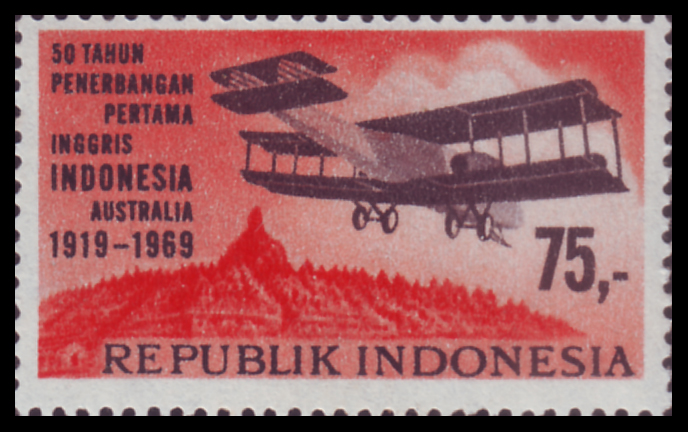 50 TAHUN
PENERBANGAN
PERTAMA
INGGRIS
INDONESIA
AUSTRALIA
1919-1969
75,-
REPUBLIK INDONESIA